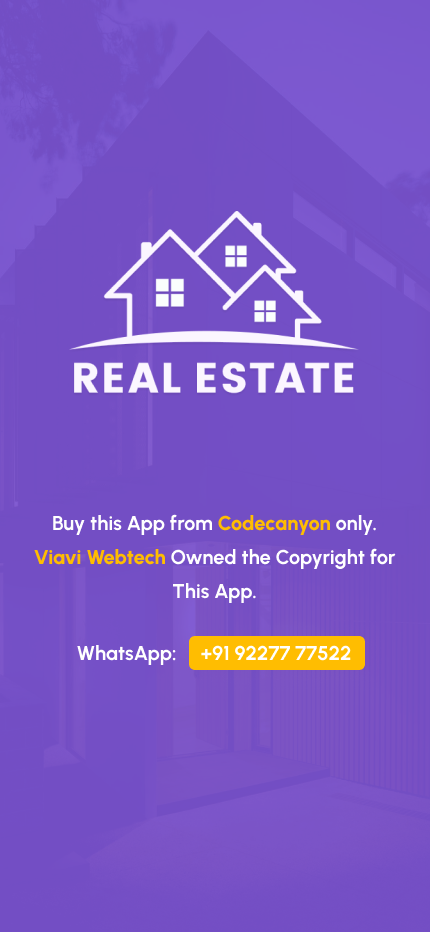 REAL ESTATE
Buy this App from Codecanyon only.
Viavi Webtech Owned the Copyright for
This App.
WhatsApp: +91 92277 77522